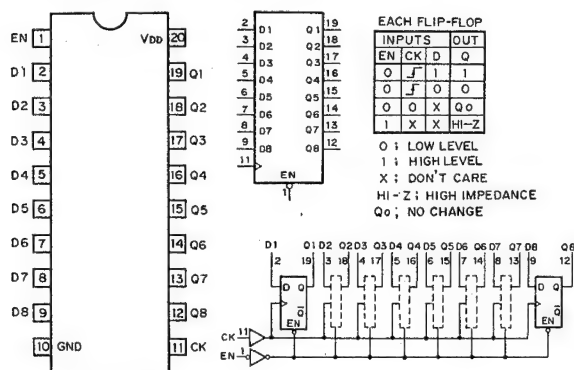 EN 1 VDD 20
D1 2 19 Q1
D2 3 18 Q2
D3 4 17 Q3
D4 5 16 Q4
D5 6 15 Q5
D6 7 14 Q6
D7 8 13 Q7
D8 9 12 Q8
10 GND 11 CK
2 D1 Q1 19
3 D2 Q2 18
4 D3 Q3 17
5 D4 Q4 16
6 D5 Q5 15
7 D6 Q6 14
8 D7 Q7 13
9 D8 Q8 12
11
EN
1
EACH FLIP-FLOP
INPUTS OUT
EN CK D Q
0 1 1
0 0 0
0 0 X Qo
1 X X HI-Z
0 ; LOW LEVEL
1 ; HIGH LEVEL
X ; DON'T CARE
HI-Z ; HIGH IMPEDANCE
Qo ; NO CHANGE
D1 Q1 D2 Q2 D3 Q3 D4 Q4 D5 Q5 D6 Q6 D7 Q7 D8 Q8
2 19 3 18 4 17 5 16 6 15 7 14 8 13 9 12
D Q D Q
Q̅ Q̅
EN EN
CK 11
EN 1